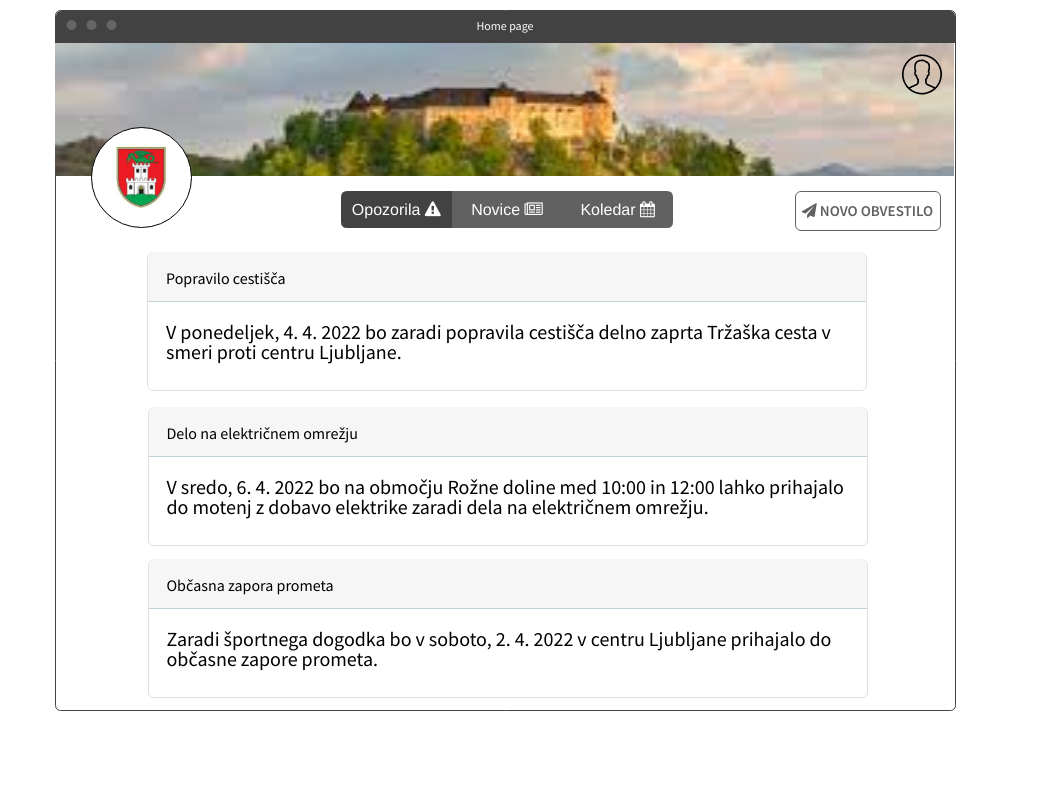 Home page
Opozorila
Novice
Koledar
NOVO OBVESTILO
Popravilo cestišča
V ponedeljek, 4. 4. 2022 bo zaradi popravila cestišča delno zaprta Tržaška cesta v
smeri proti centru Ljubljane.
Delo na električnem omrežju
V sredo, 6. 4. 2022 bo na območju Rožne doline med 10:00 in 12:00 lahko prihajalo
do motenj z dobavo elektrike zaradi dela na električnem omrežju.
Občasna zapora prometa
Zaradi športnega dogodka bo v soboto, 2. 4. 2022 v centru Ljubljane prihajalo do
občasne zapore prometa.